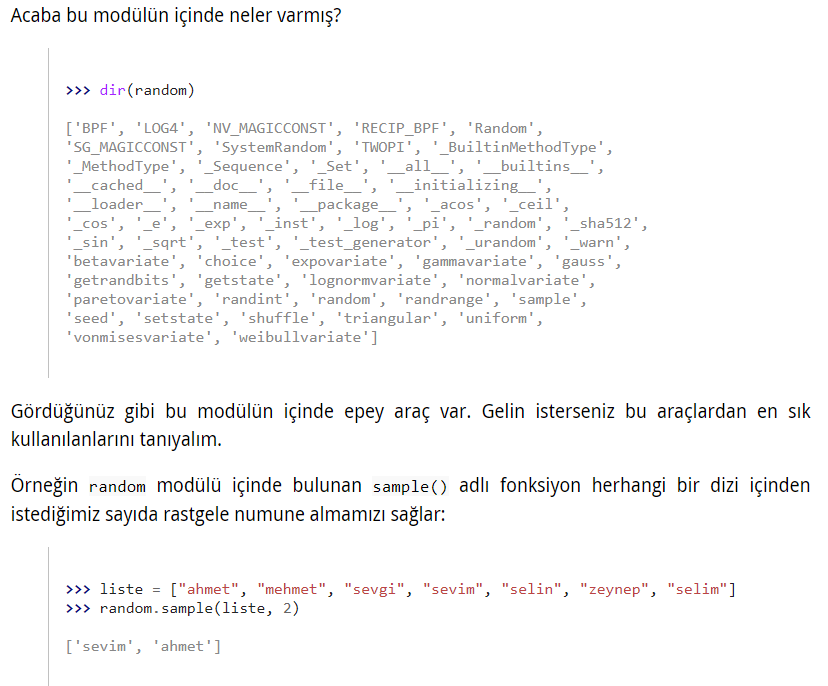 Acaba bu modülün içinde neler varmış?
>>> dir(random)
['BPF', 'LOG4', 'NV_MAGICCONST', 'RECIP_BPF', 'Random',
'SG_MAGICCONST', 'SystemRandom', 'TWOPI', '_BuiltinMethodType',
'_MethodType', '_Sequence', '_Set', '__all__', '__builtins__',
'__cached__', '__doc__', '__file__', '__initializing__',
'__loader__', '__name__', '__package__', '_acos', '_ceil',
'_cos', '_e', '_exp', '_inst', '_log', '_pi', '_random', '_sha512',
'_sin', '_sqrt', '_test', '_test_generator', '_urandom', '_warn',
'betavariate', 'choice', 'expovariate', 'gammavariate', 'gauss',
'getrandbits', 'getstate', 'lognormvariate', 'normalvariate',
'paretovariate', 'randint', 'random', 'randrange', 'sample',
'seed', 'setstate', 'shuffle', 'triangular', 'uniform',
'vonmisesvariate', 'weibullvariate']
Gördüğünüz gibi bu modülün içinde epey araç var. Gelin isterseniz bu araçlardan en sık
kullanılanlarını tanıyalım.
Örneğin random modülü içinde bulunan sample() adlı fonksiyon herhangi bir dizi içinden
istediğimiz sayıda rastgele numune almamızı sağlar:
>>> liste = ["ahmet", "mehmet", "sevgi", "sevim", "selin", "zeynep", "selim"]
>>> random.sample(liste, 2)
['sevim', 'ahmet']